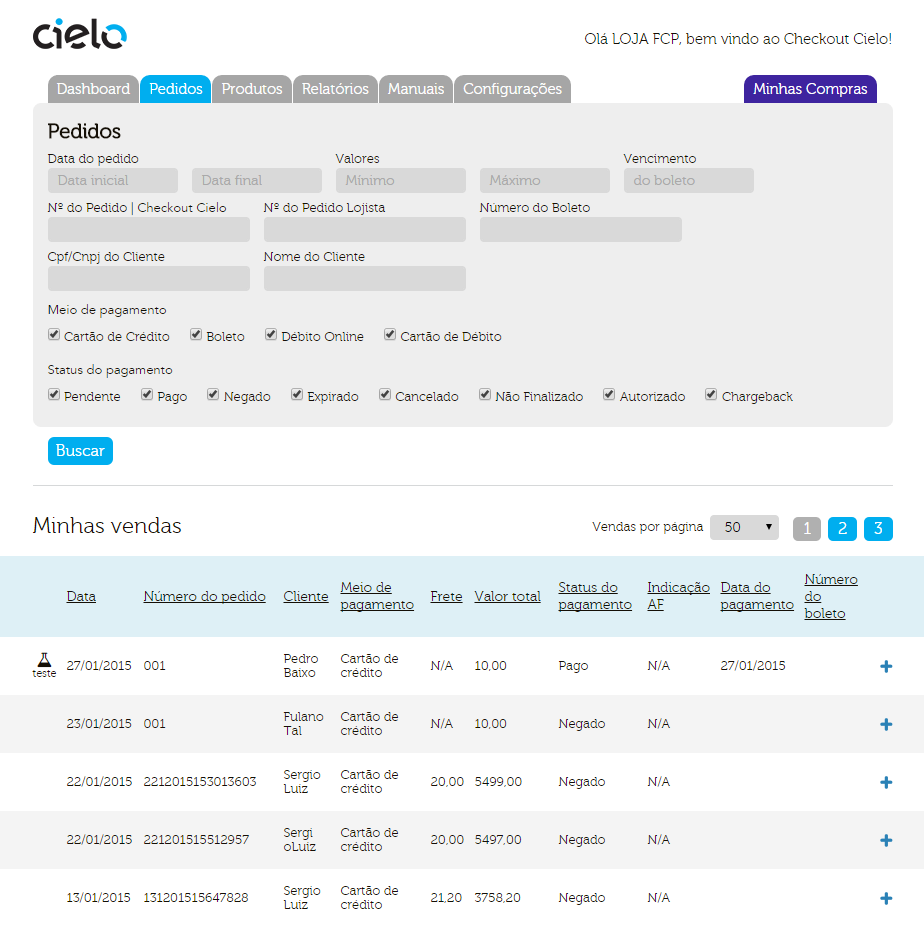 cielo
Olá LOJA FCP, bem vindo ao Checkout Cielo!
Dashboard Pedidos Produtos Relatórios Manuais Configurações Minhas Compras
Pedidos
Data do pedido Valores Vencimento
Data inicial Data final Mínimo Máximo do boleto
Nº do Pedido | Checkout Cielo Nº do Pedido Lojista Número do Boleto
Cpf/Cnpj do Cliente Nome do Cliente
Meio de pagamento
Cartão de Crédito Boleto Débito Online Cartão de Débito
Status do pagamento
Pendente Pago Negado Expirado Cancelado Não Finalizado Autorizado Chargeback
Buscar
Minhas vendas Vendas por página 50 1 2 3
Data Número do pedido Cliente Meio de pagamento Frete Valor total Status do pagamento Indicação AF Data do pagamento Número do boleto
teste 27/01/2015 001 Pedro Baixo Cartão de crédito N/A 10,00 Pago N/A 27/01/2015
23/01/2015 001 Fulano Tal Cartão de crédito N/A 10,00 Negado N/A
22/01/2015 2212015153013603 Sergio Luiz Cartão de crédito 20,00 5499,00 Negado N/A
22/01/2015 221201515512957 Sergi oLuiz Cartão de crédito 20,00 5497,00 Negado N/A
13/01/2015 131201515647828 Sergio Luiz Cartão de crédito 21,20 3758,20 Negado N/A